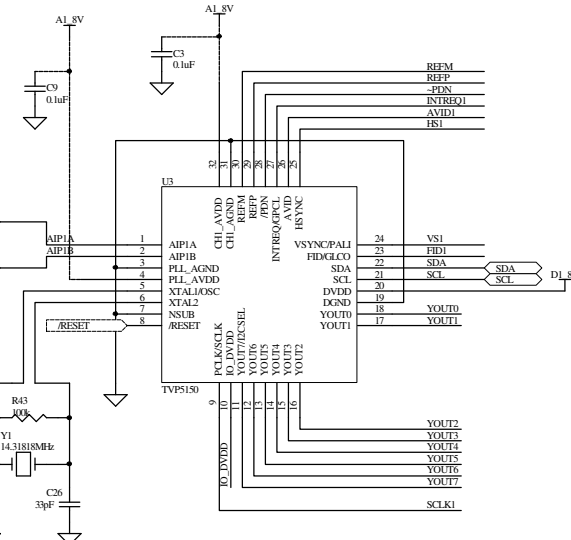 A1_8V
A1_8V
C3
0.1uF
C9
0.1uF
REFM
REFP
~PDN
INTREQ1
AVID1
HS1
32
31
30
29
28
27
26
25
U3
CH1_AVDD
CH1_AGND
REFM
REFP
/PDN
INTREQ/GPCL
AVID
HSYNC
AIP1A 1 AIP1A
AIP1B 2 AIP1B
3 PLL_AGND
4 PLL_AVDD
5 XTAL1/OSC
6 XTAL2
7 NSUB
/RESET 8 /RESET
VSYNC/PALI 24 VS1
FID/GLCO 23 FID1
SDA 22 SDA SDA
SCL 21 SCL SCL
DVDD 20 D1_8
DGND 19
YOUT0 18 YOUT0
YOUT1 17 YOUT1
PCLK/SCLK
IO_DVDD
YOUT7/I2CSEL
YOUT6
YOUT5
YOUT4
YOUT3
YOUT2
TVP5150
9
10
11
12
13
14
15
16
R43
100k
Y1
14.31818MHz
C26
33pF
IO_DVDD
YOUT2
YOUT3
YOUT4
YOUT5
YOUT6
YOUT7
SCLK1